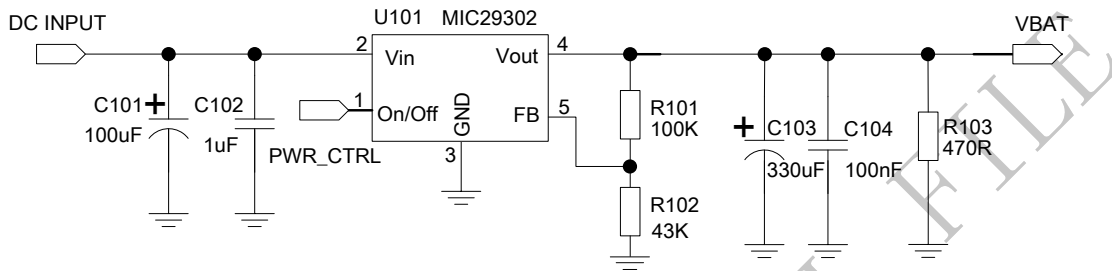 DC INPUT
U101 MIC29302
VBAT
2
Vin
Vout
4
C101
100uF
C102
1uF
1
On/Off
PWR_CTRL
GND
3
FB
5
R101
100K
R102
43K
C103
330uF
C104
100nF
R103
470R
FILE